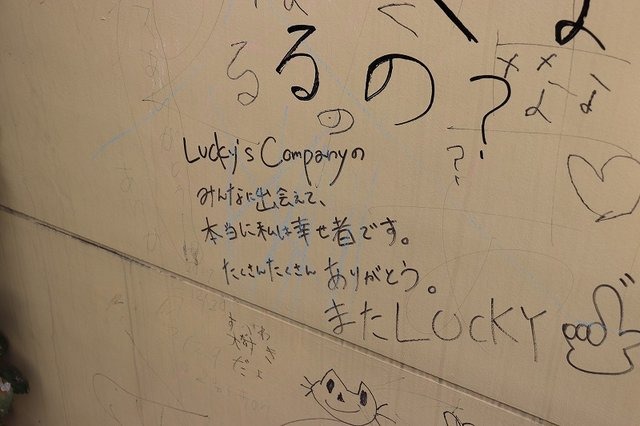 るの?
るの?
Lucky's Companyの
みんなに出会えて、
本当に私は幸せ者です。
たくさんたくさん ありがとう。
またLUCKY